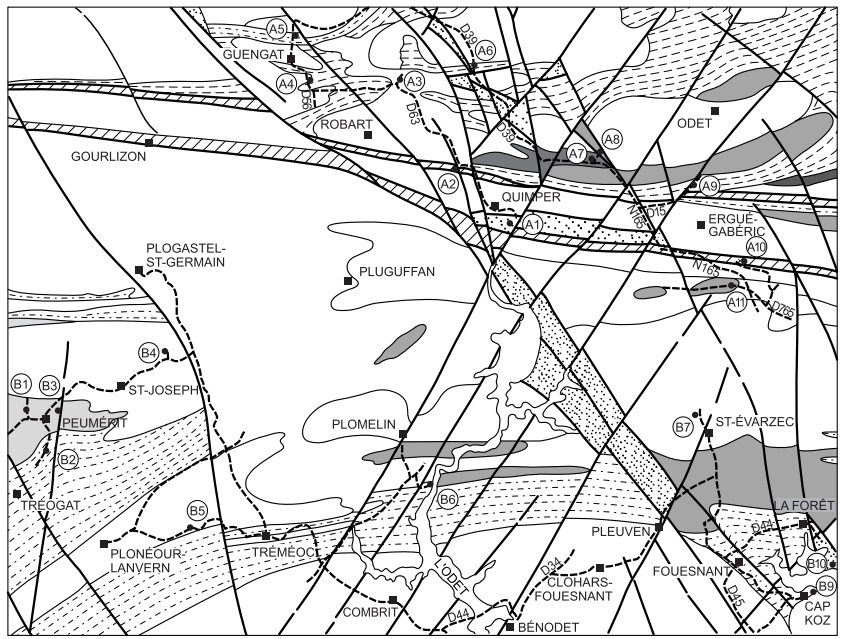 A5
D39
A6
GUENGAT
A4
A3
D63
D69
ROBART
D39
A8
A7
ODET
GOURLIZON
A2
QUIMPER
A9
D15
N165
A1
ERGUÉ-
GABÉRIC
A10
PLOGASTEL-
ST-GERMAIN
PLUGUFFAN
N165
A11
D765
B4
B1
B3
ST-JOSEPH
PEUMÉRIT
PLOMELIN
B7
ST-ÉVARZEC
B2
TRÉOGAT
B6
B5
LA FORÊT
D44
PLONÉOUR-
LANVERN
TRÉMÉOC
PLEUVEN
L'ODET
D34
CLOHARS-
FOUESNANT
FOUESNANT
B10
B9
COMBRIT
D44
BÉNODET
D45
CAP
KOZ